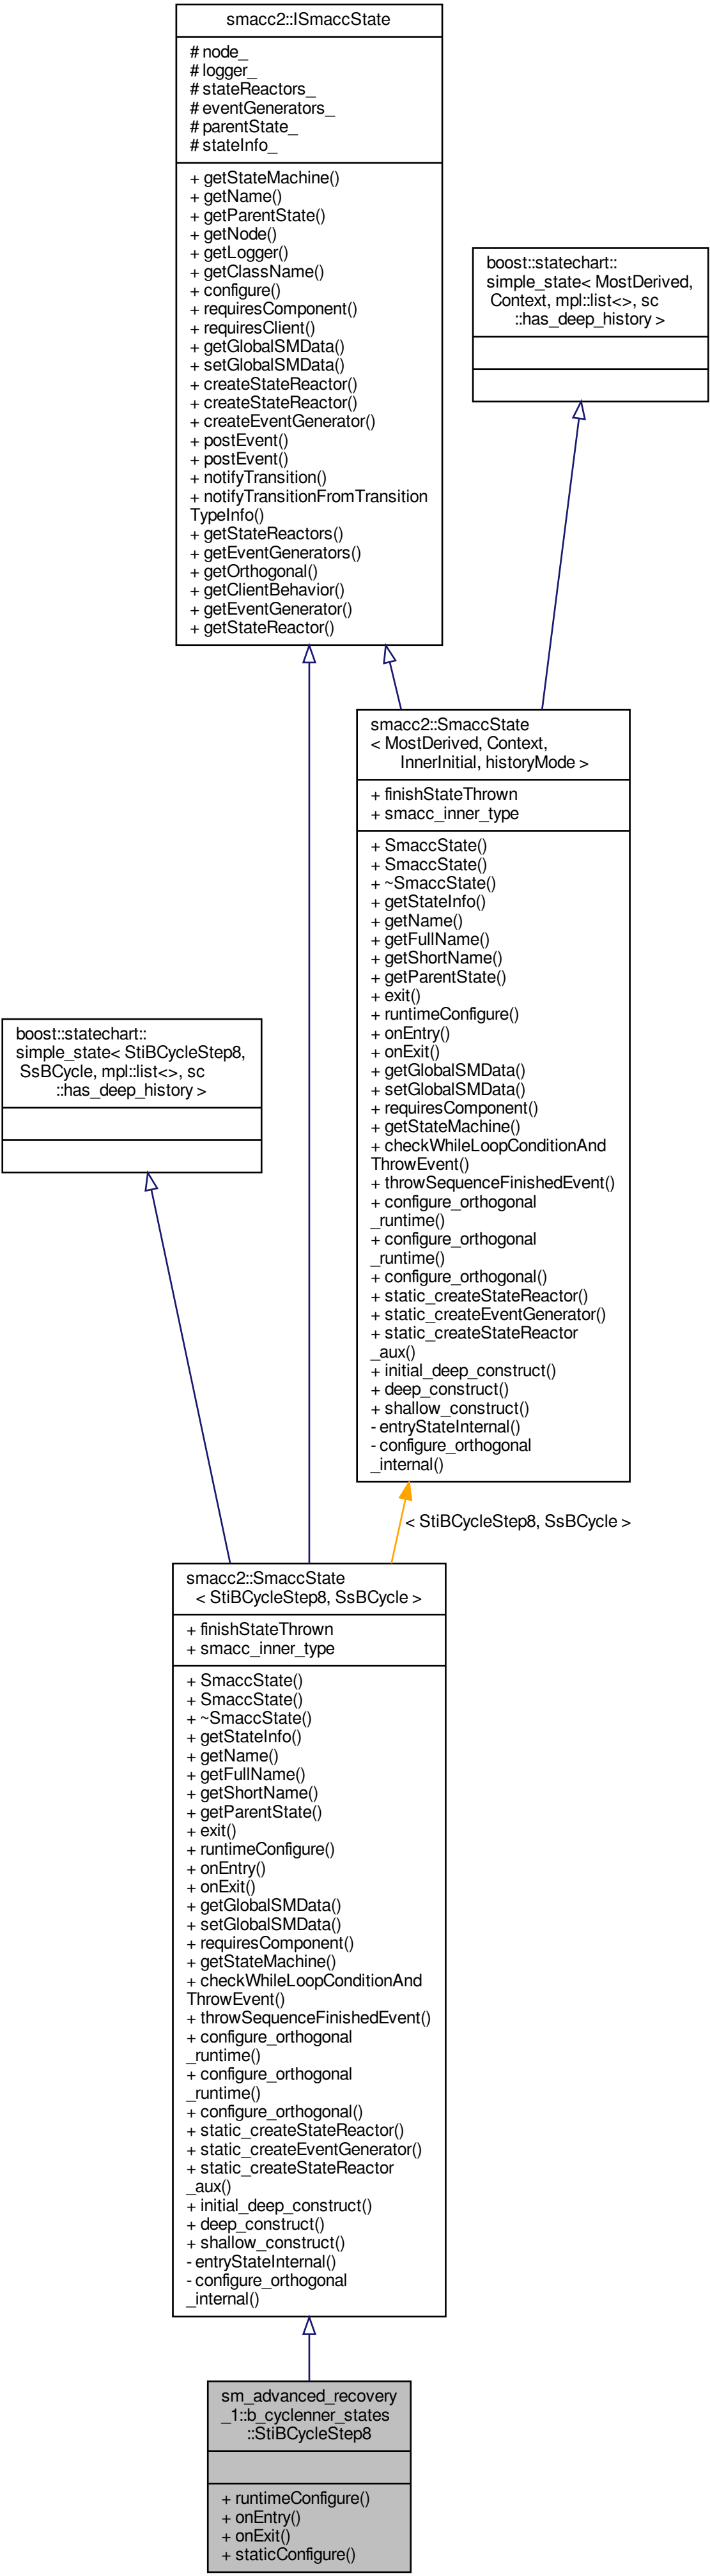 smacc2::ISmaccState
# node_
# logger_
# stateReactors_
# eventGenerators_
# parentState_
# stateInfo_
+ getStateMachine()
+ getName()
+ getParentState()
+ getNode()
+ getLogger()
+ getClassName()
+ configure()
+ requiresComponent()
+ requiresClient()
+ getGlobalSMData()
+ setGlobalSMData()
+ createStateReactor()
+ createStateReactor()
+ createEventGenerator()
+ postEvent()
+ postEvent()
+ notifyTransition()
+ notifyTransitionFromTransition
TypeInfo()
+ getStateReactors()
+ getEventGenerators()
+ getOrthogonal()
+ getClientBehavior()
+ getEventGenerator()
+ getStateReactor()
boost::statechart::
simple_state< MostDerived,
Context, mpl::list<>, sc
::has_deep_history >
smacc2::SmaccState
< MostDerived, Context,
InnerInitial, historyMode >
+ finishStateThrown
+ smacc_inner_type
+ SmaccState()
+ SmaccState()
+ ~SmaccState()
+ getStateInfo()
+ getName()
+ getFullName()
+ getShortName()
+ getParentState()
+ exit()
+ runtimeConfigure()
+ onEntry()
+ onExit()
+ getGlobalSMData()
+ setGlobalSMData()
+ requiresComponent()
+ getStateMachine()
+ checkWhileLoopConditionAnd
ThrowEvent()
+ throwSequenceFinishedEvent()
+ configure_orthogonal
_runtime()
+ configure_orthogonal
_runtime()
+ configure_orthogonal()
+ static_createStateReactor()
+ static_createEventGenerator()
+ static_createStateReactor
_aux()
+ initial_deep_construct()
+ deep_construct()
+ shallow_construct()
- entryStateInternal()
- configure_orthogonal
_internal()
boost::statechart::
simple_state< StiBCycleStep8,
SsBCycle, mpl::list<>, sc
::has_deep_history >
< StiBCycleStep8, SsBCycle >
smacc2::SmaccState
< StiBCycleStep8, SsBCycle >
+ finishStateThrown
+ smacc_inner_type
+ SmaccState()
+ SmaccState()
+ ~SmaccState()
+ getStateInfo()
+ getName()
+ getFullName()
+ getShortName()
+ getParentState()
+ exit()
+ runtimeConfigure()
+ onEntry()
+ onExit()
+ getGlobalSMData()
+ setGlobalSMData()
+ requiresComponent()
+ getStateMachine()
+ checkWhileLoopConditionAnd
ThrowEvent()
+ throwSequenceFinishedEvent()
+ configure_orthogonal
_runtime()
+ configure_orthogonal
_runtime()
+ configure_orthogonal()
+ static_createStateReactor()
+ static_createEventGenerator()
+ static_createStateReactor
_aux()
+ initial_deep_construct()
+ deep_construct()
+ shallow_construct()
- entryStateInternal()
- configure_orthogonal
_internal()
sm_advanced_recovery
_1::b_cyclenner_states
::StiBCycleStep8
+ runtimeConfigure()
+ onEntry()
+ onExit()
+ staticConfigure()